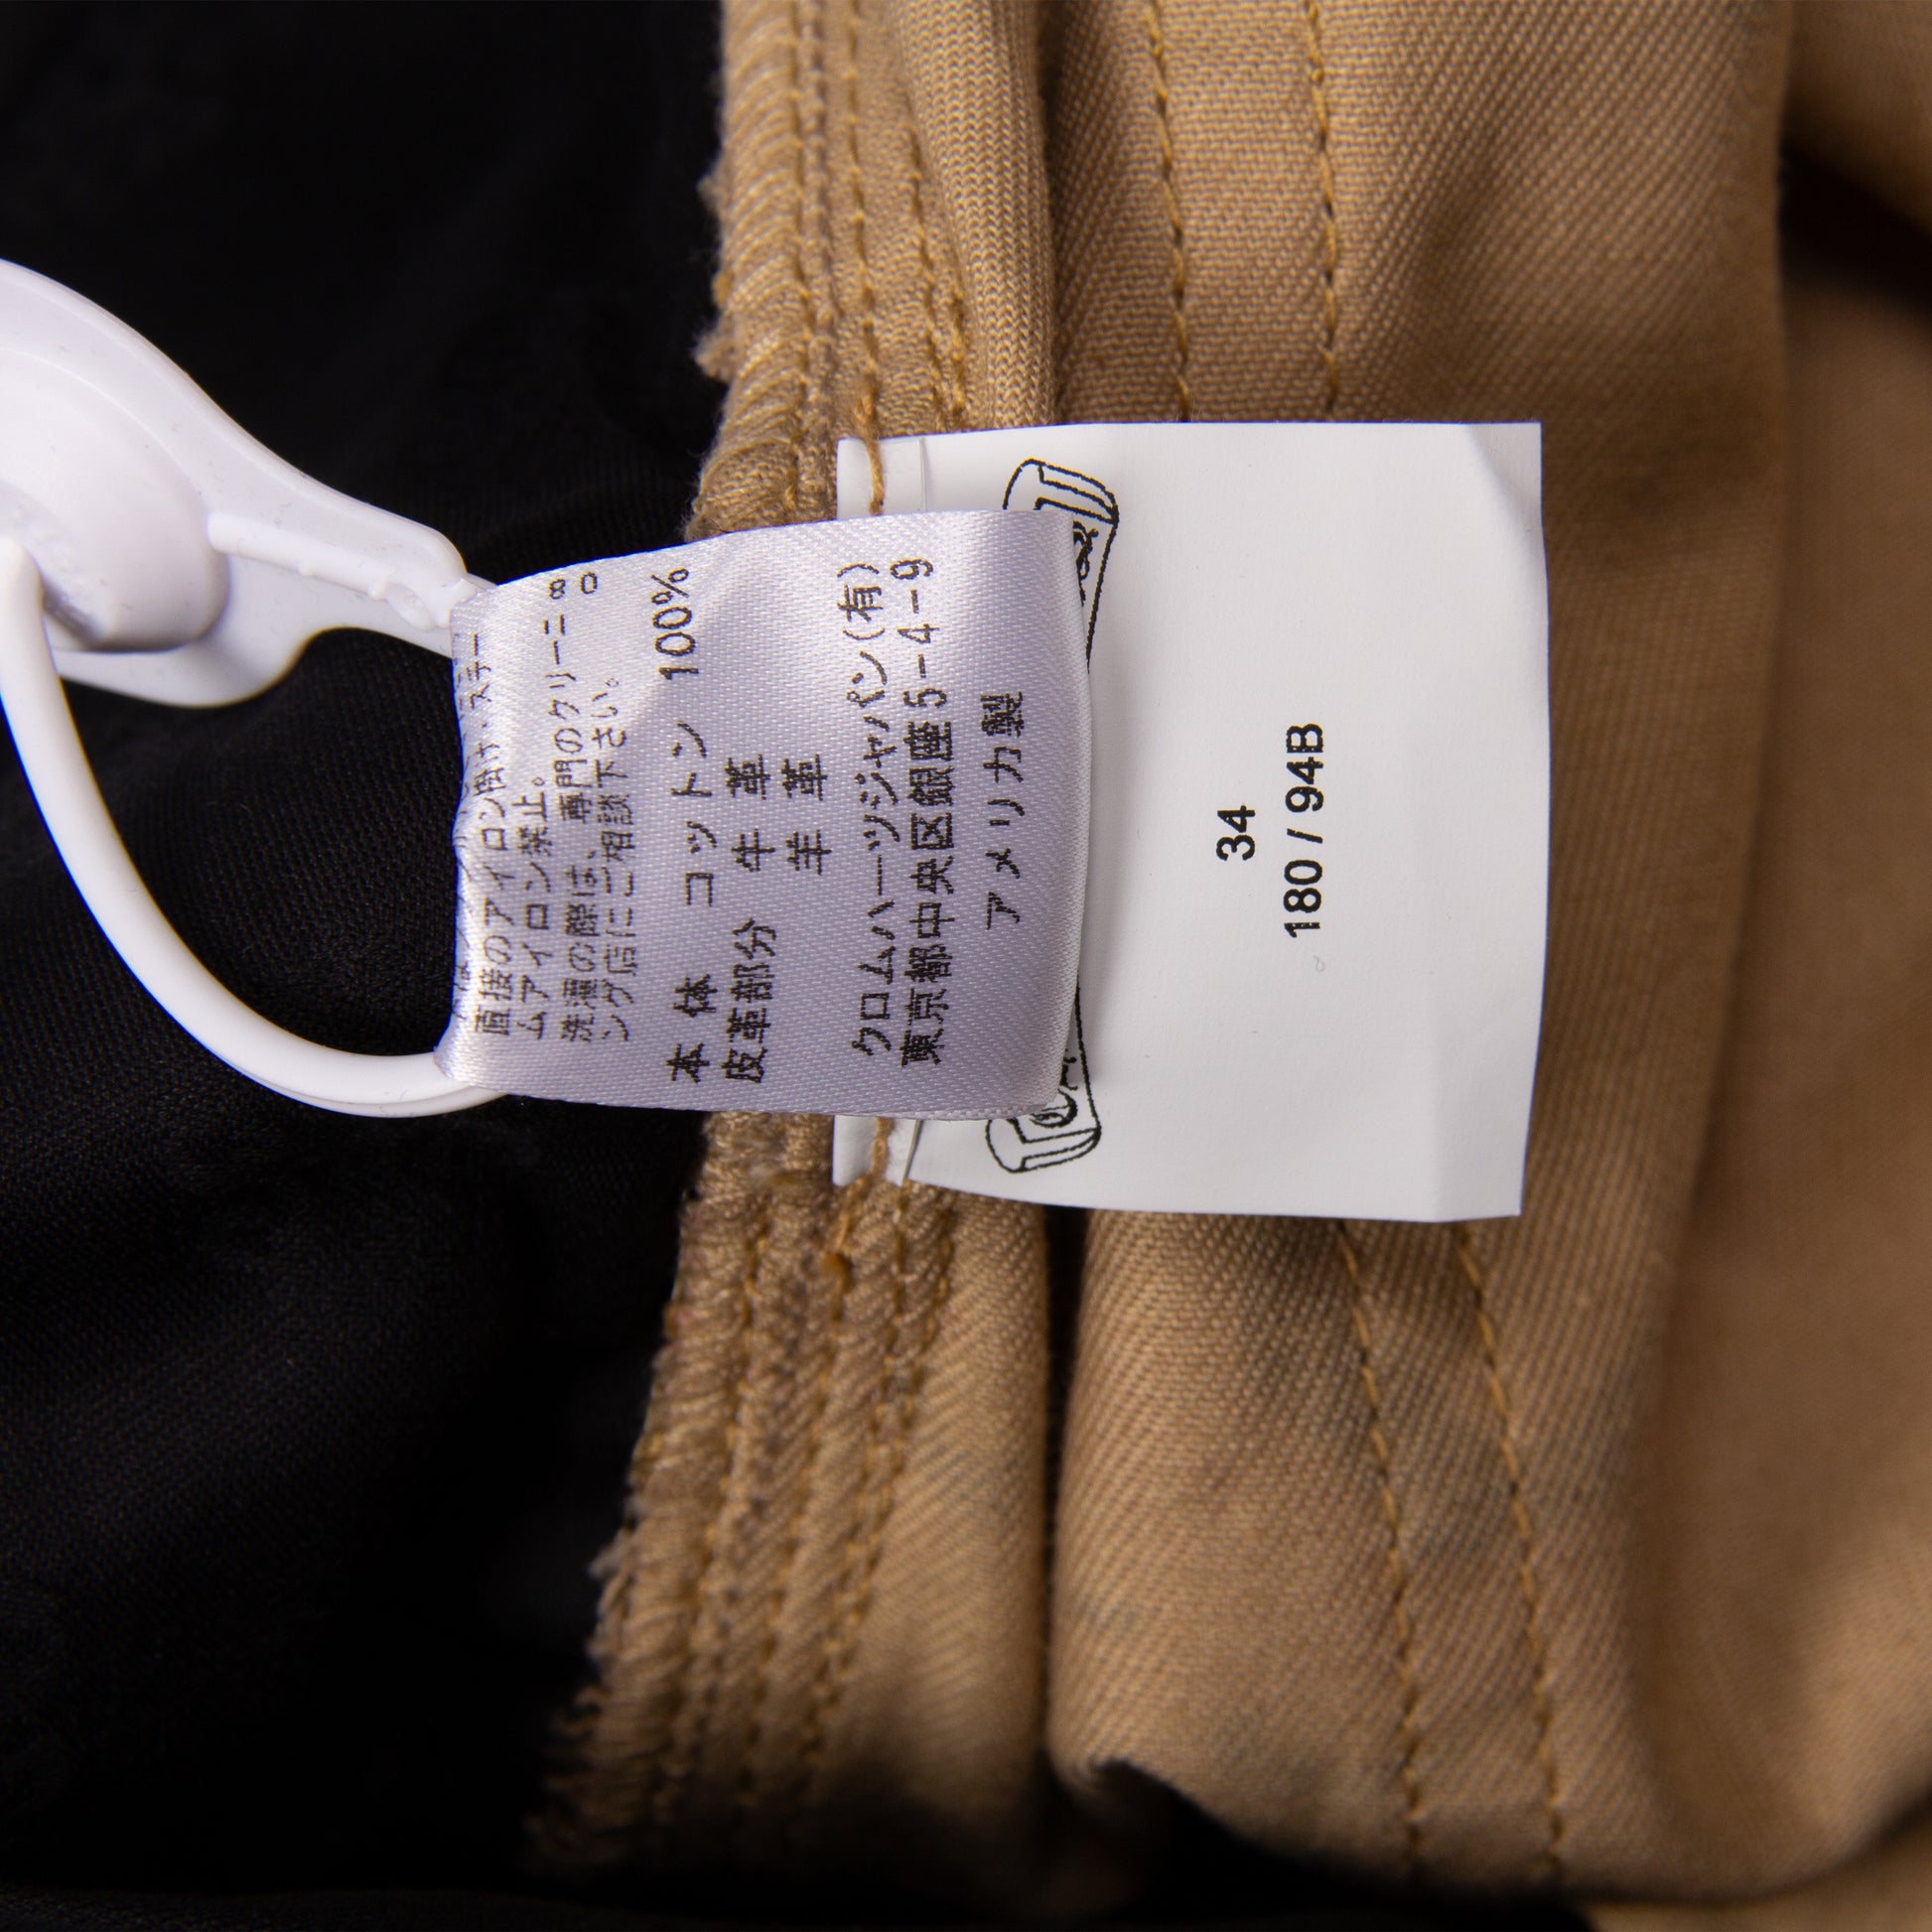 直接のアイロン掛け・スチー
ムアイロン禁止。
洗濯の際は、専門のクリーニ
ング店にご相談下さい。
8
0
本体 コットン 100%
皮革部分 牛革
羊革
クロムハーツジャパン(有)
東京都中央区銀座5-4-9
アメリカ製
34
180 / 94B